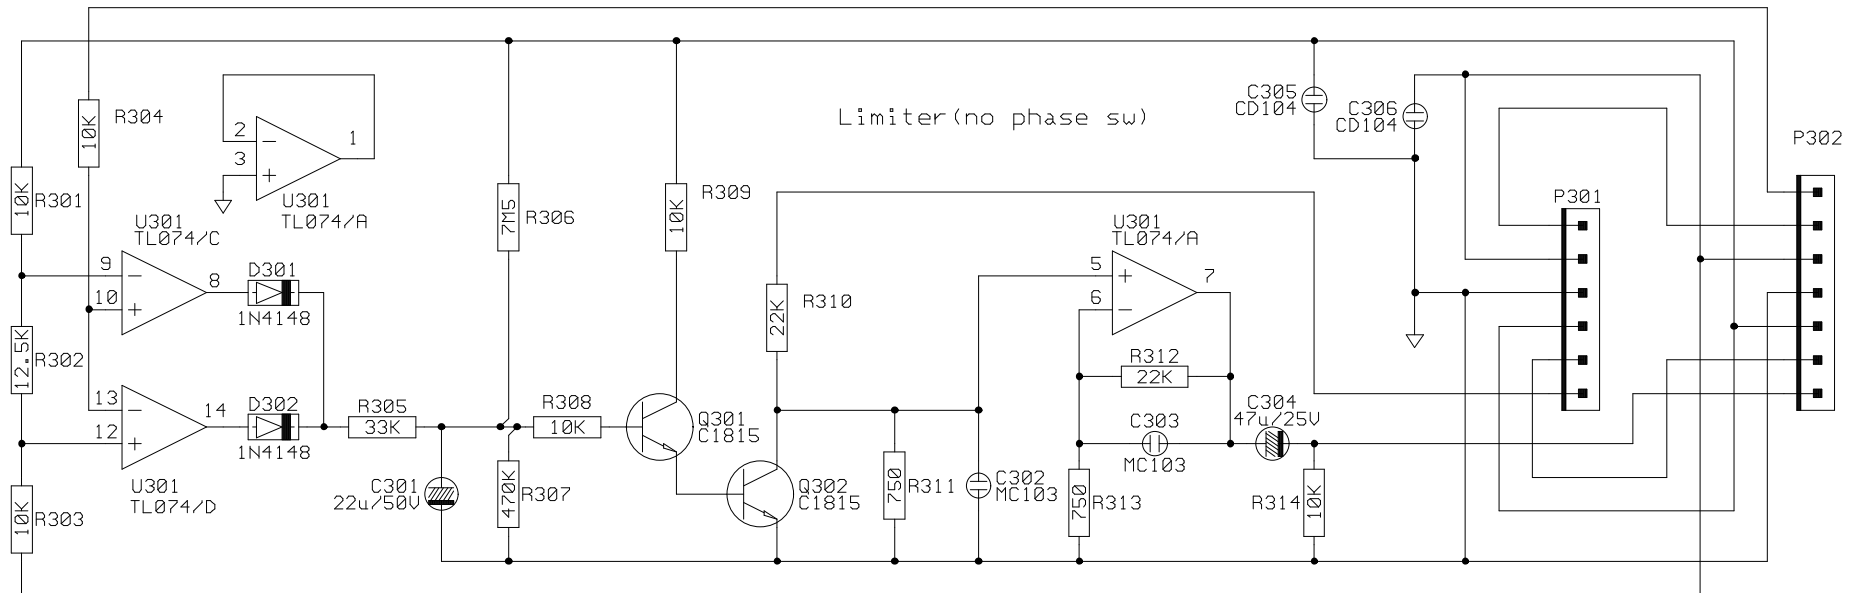 R304
10K
Limiter(no phase sw)
C305
CD104
C306
CD104
P302
2
3
1
U301
TL074/A
10K
R301
R309
10K
P301
7M5
R306
U301
TL074/C
U301
TL074/A
9
10
8
D301
1N4148
5
6
7
R310
22K
12.5K
R302
R312
22K
13
12
14
D302
1N4148
R305
33K
R308
10K
Q301
C1815
C304
47u/25V
C303
MC103
U301
TL074/D
C301
22u/50V
470K
R307
Q302
C1815
750
R311
C302
MC103
750
R313
R314
10K
10K
R303